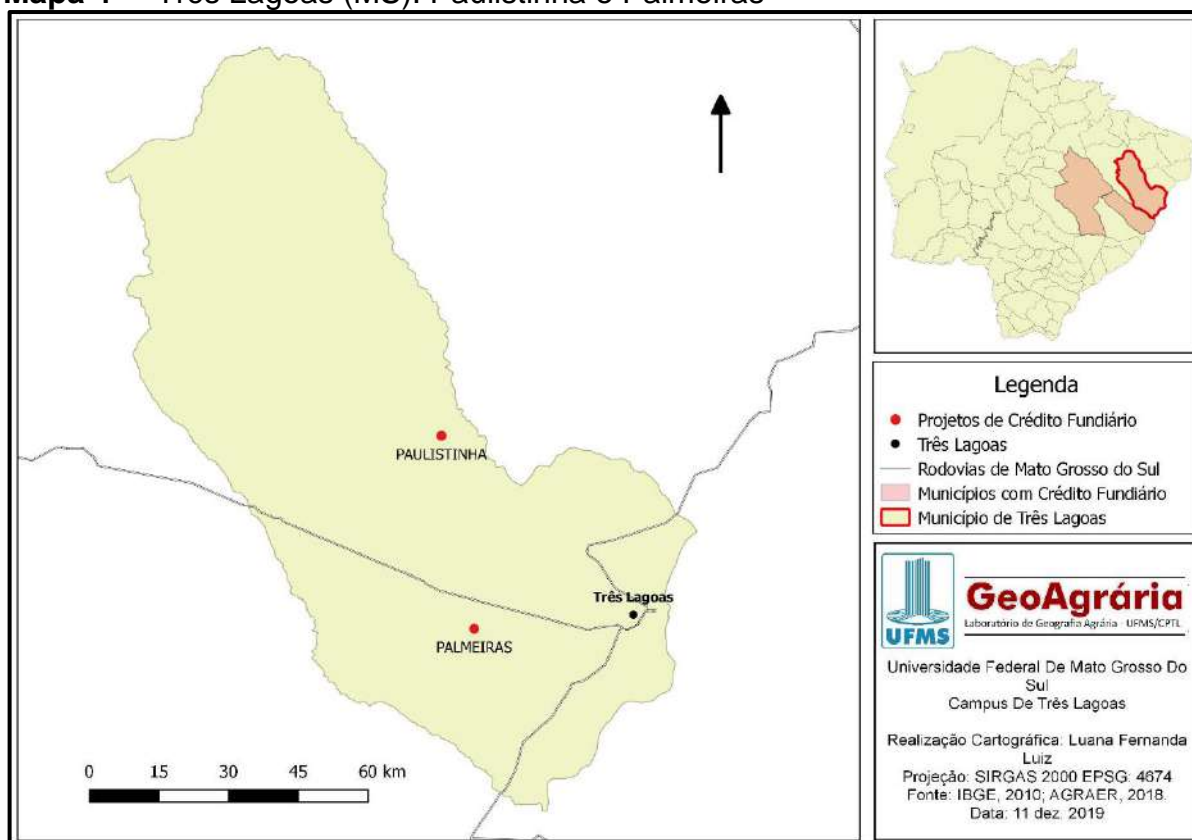 Três Lagoas (MS): Paulistinha e Palmeiras
PAULISTINHA
Três Lagoas
PALMEIRAS
0 15 30 45 60 km
Legenda
Projetos de Crédito Fundiário
Três Lagoas
Rodovias de Mato Grosso do Sul
Municípios com Crédito Fundiário
Município de Três Lagoas
UFMS
GeoAgrária
Laboratório de Geografia Agrária - UFMS/CPTL
Universidade Federal De Mato Grosso Do
Sul
Campus De Três Lagoas
Realização Cartográfica: Luana Fernanda
Luiz
Projeção: SIRGAS 2000 EPSG: 4674
Fonte: IBGE, 2010; AGRAER, 2018.
Data: 11 dez. 2019